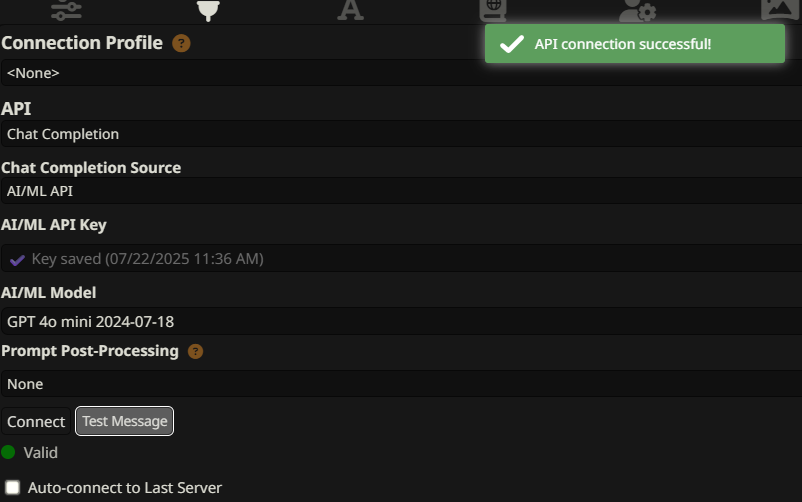 Connection Profile ?
API connection successful!
<None>
API
Chat Completion
Chat Completion Source
AI/ML API
AI/ML API Key
Key saved (07/22/2025 11:36 AM)
AI/ML Model
GPT 4o mini 2024-07-18
Prompt Post-Processing ?
None
Connect Test Message
Valid
Auto-connect to Last Server